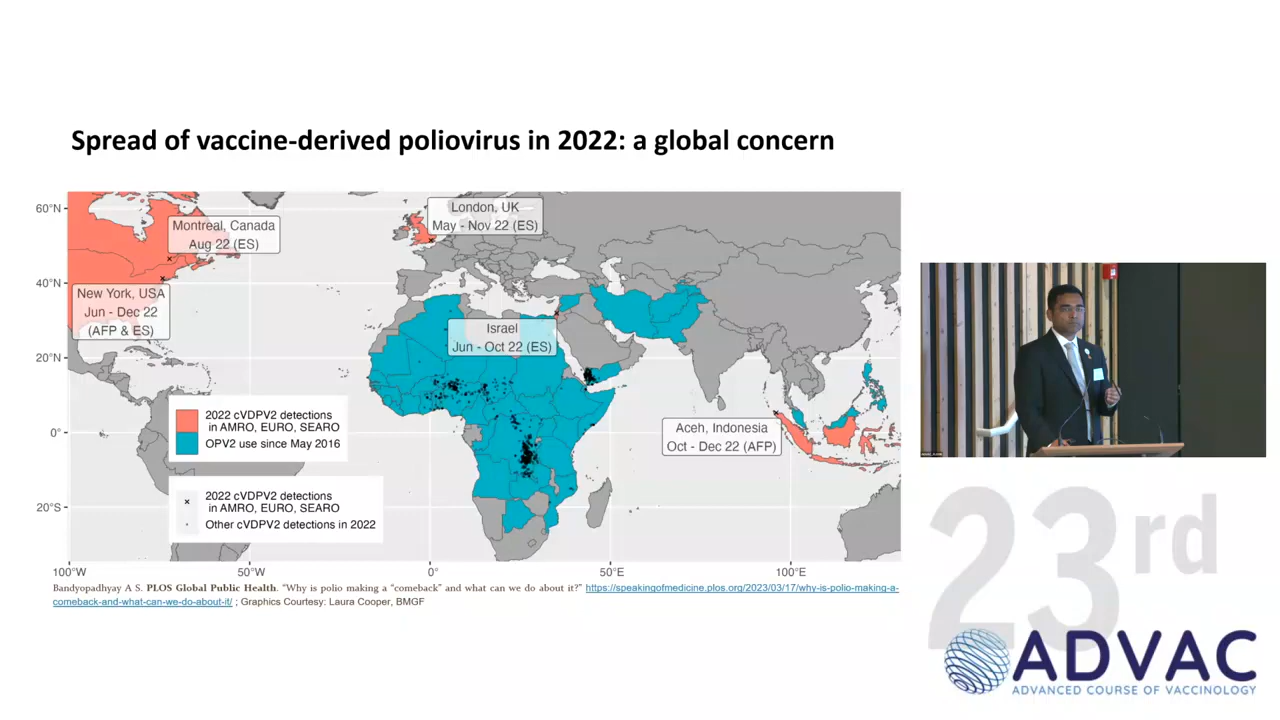 Spread of vaccine-derived poliovirus in 2022: a global concern
60°N
40°N
20°N
0°
20°S
100°W
50°W
0°
50°E
100°E
Montreal, Canada
Aug 22 (ES)
London, UK
May - Nov 22 (ES)
New York, USA
Jun - Dec 22
(AFP & ES)
Israel
Jun - Oct 22 (ES)
Aceh, Indonesia
Oct - Dec 22 (AFP)
2022 cVDPV2 detections
in AMRO, EURO, SEARO
OPV2 use since May 2016
2022 cVDPV2 detections
in AMRO, EURO, SEARO
Other cVDPV2 detections in 2022
Bandyopadhyay A S. PLOS Global Public Health. “Why is polio making a “comeback” and what can we do about it?” https://speakingofmedicine.plos.org/2023/03/17/why-is-polio-making-a-
comeback-and-what-can-we-do-about-it/ ; Graphics Courtesy: Laura Cooper, BMGF
23rd
ADVAC
ADVANCED COURSE OF VACCINOLOGY